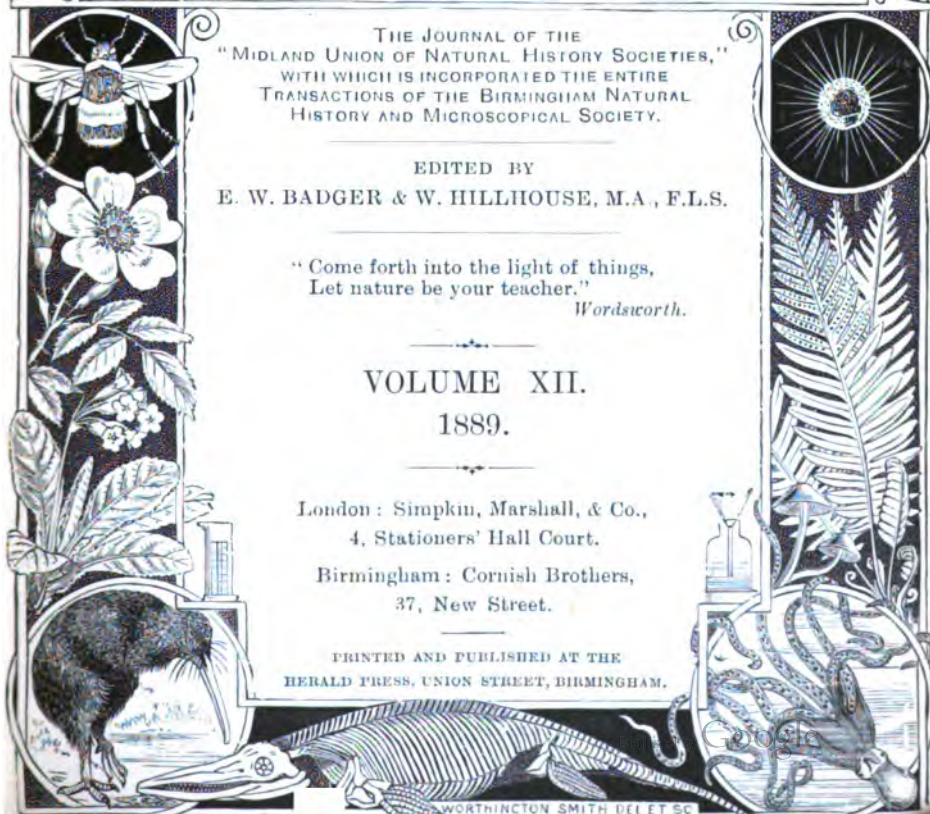 THE JOURNAL OF THE
"MIDLAND UNION OF NATURAL HISTORY SOCIETIES,"
WITH WHICH IS INCORPORATED THE ENTIRE
TRANSACTIONS OF THE BIRMINGHAM NATURAL
HISTORY AND MICROSCOPICAL SOCIETY.
EDITED BY
E. W. BADGER & W. HILLHOUSE, M.A., F.L.S.
"Come forth into the light of things,
Let nature be your teacher."
Wordsworth.
VOLUME XII.
1889.
London: Simpkin, Marshall, & Co.,
4, Stationers' Hall Court.
Birmingham: Cornish Brothers,
37, New Street.
PRINTED AND PUBLISHED AT THE
HERALD PRESS, UNION STREET, BIRMINGHAM.
Google
WORTHINGTON SMITH DEL ET SC